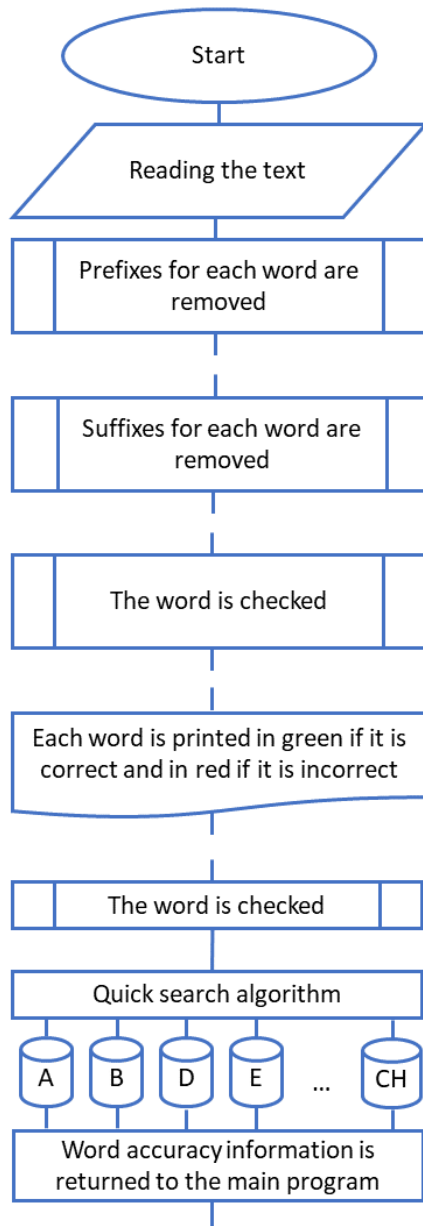 Start
Reading the text
Prefixes for each word are
removed
Suffixes for each word are
removed
The word is checked
Each word is printed in green if it is
correct and in red if it is incorrect
The word is checked
Quick search algorithm
A B D E ... CH
Word accuracy information is
returned to the main program